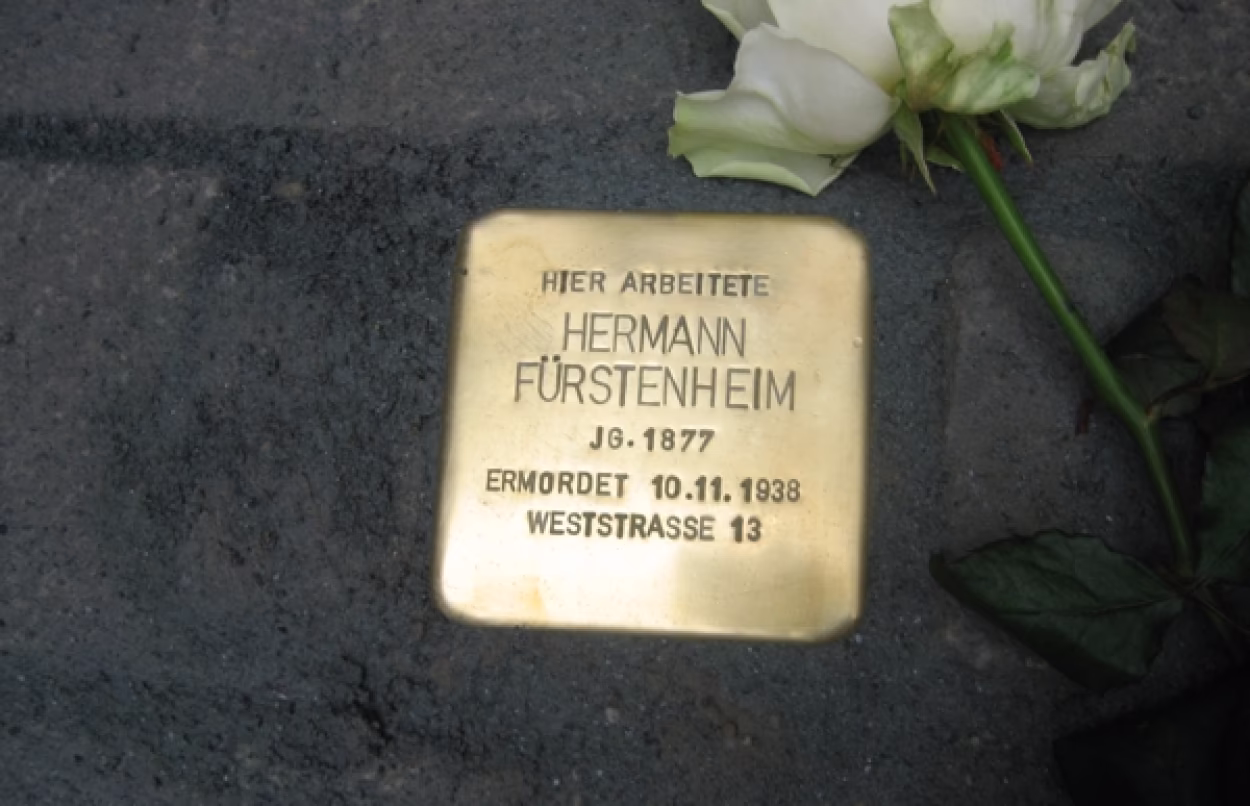 HIER ARBEITETE
HERMANN
FÜRSTENHEIM
JG. 1877
ERMORDET 10.11.1938
WESTSTRASSE 13